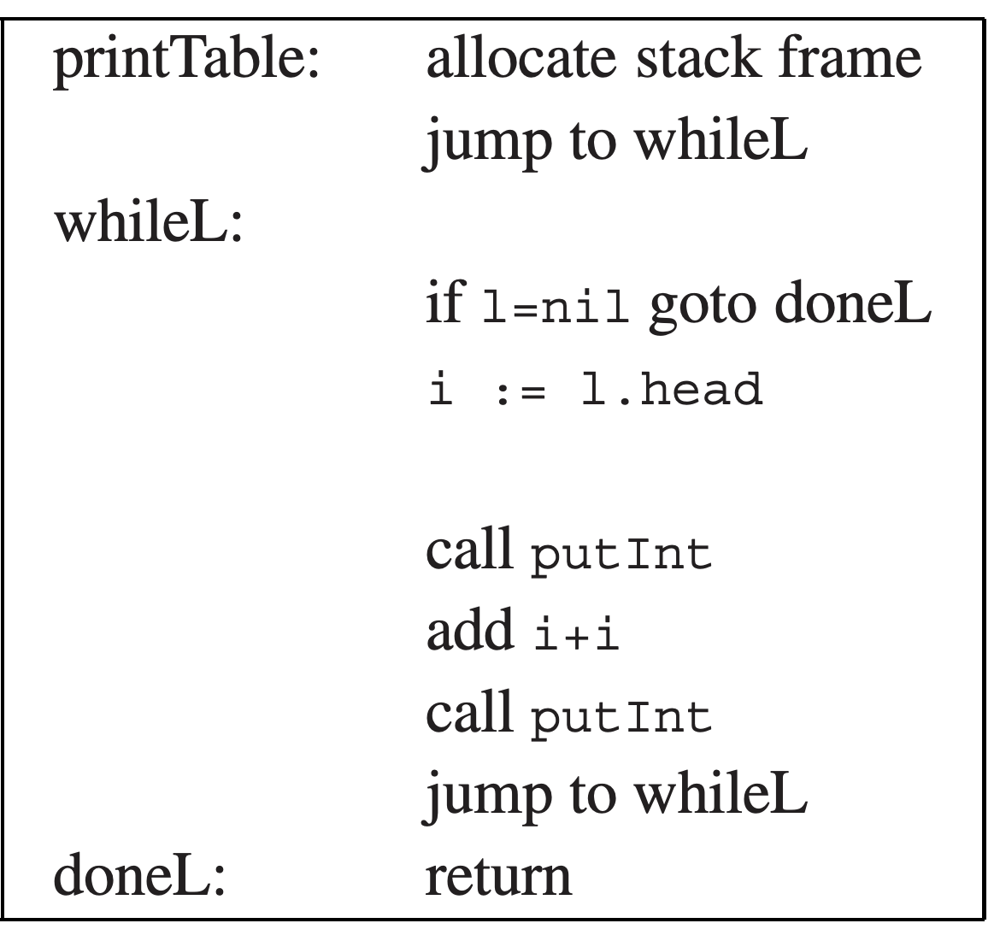 printTable: allocate stack frame
jump to whileL
whileL:
if l=nil goto doneL
i := l.head
call putInt
add i+i
call putInt
jump to whileL
doneL: return